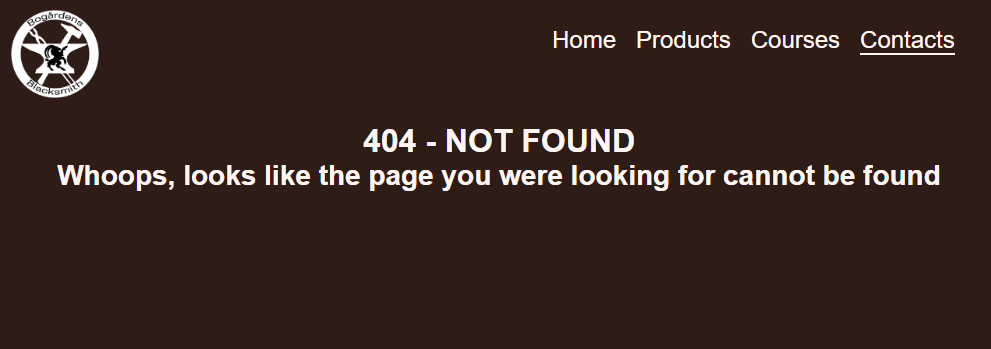 Bogårdens
Blacksmith
Home Products Courses Contacts
404 - NOT FOUND
Whoops, looks like the page you were looking for cannot be found